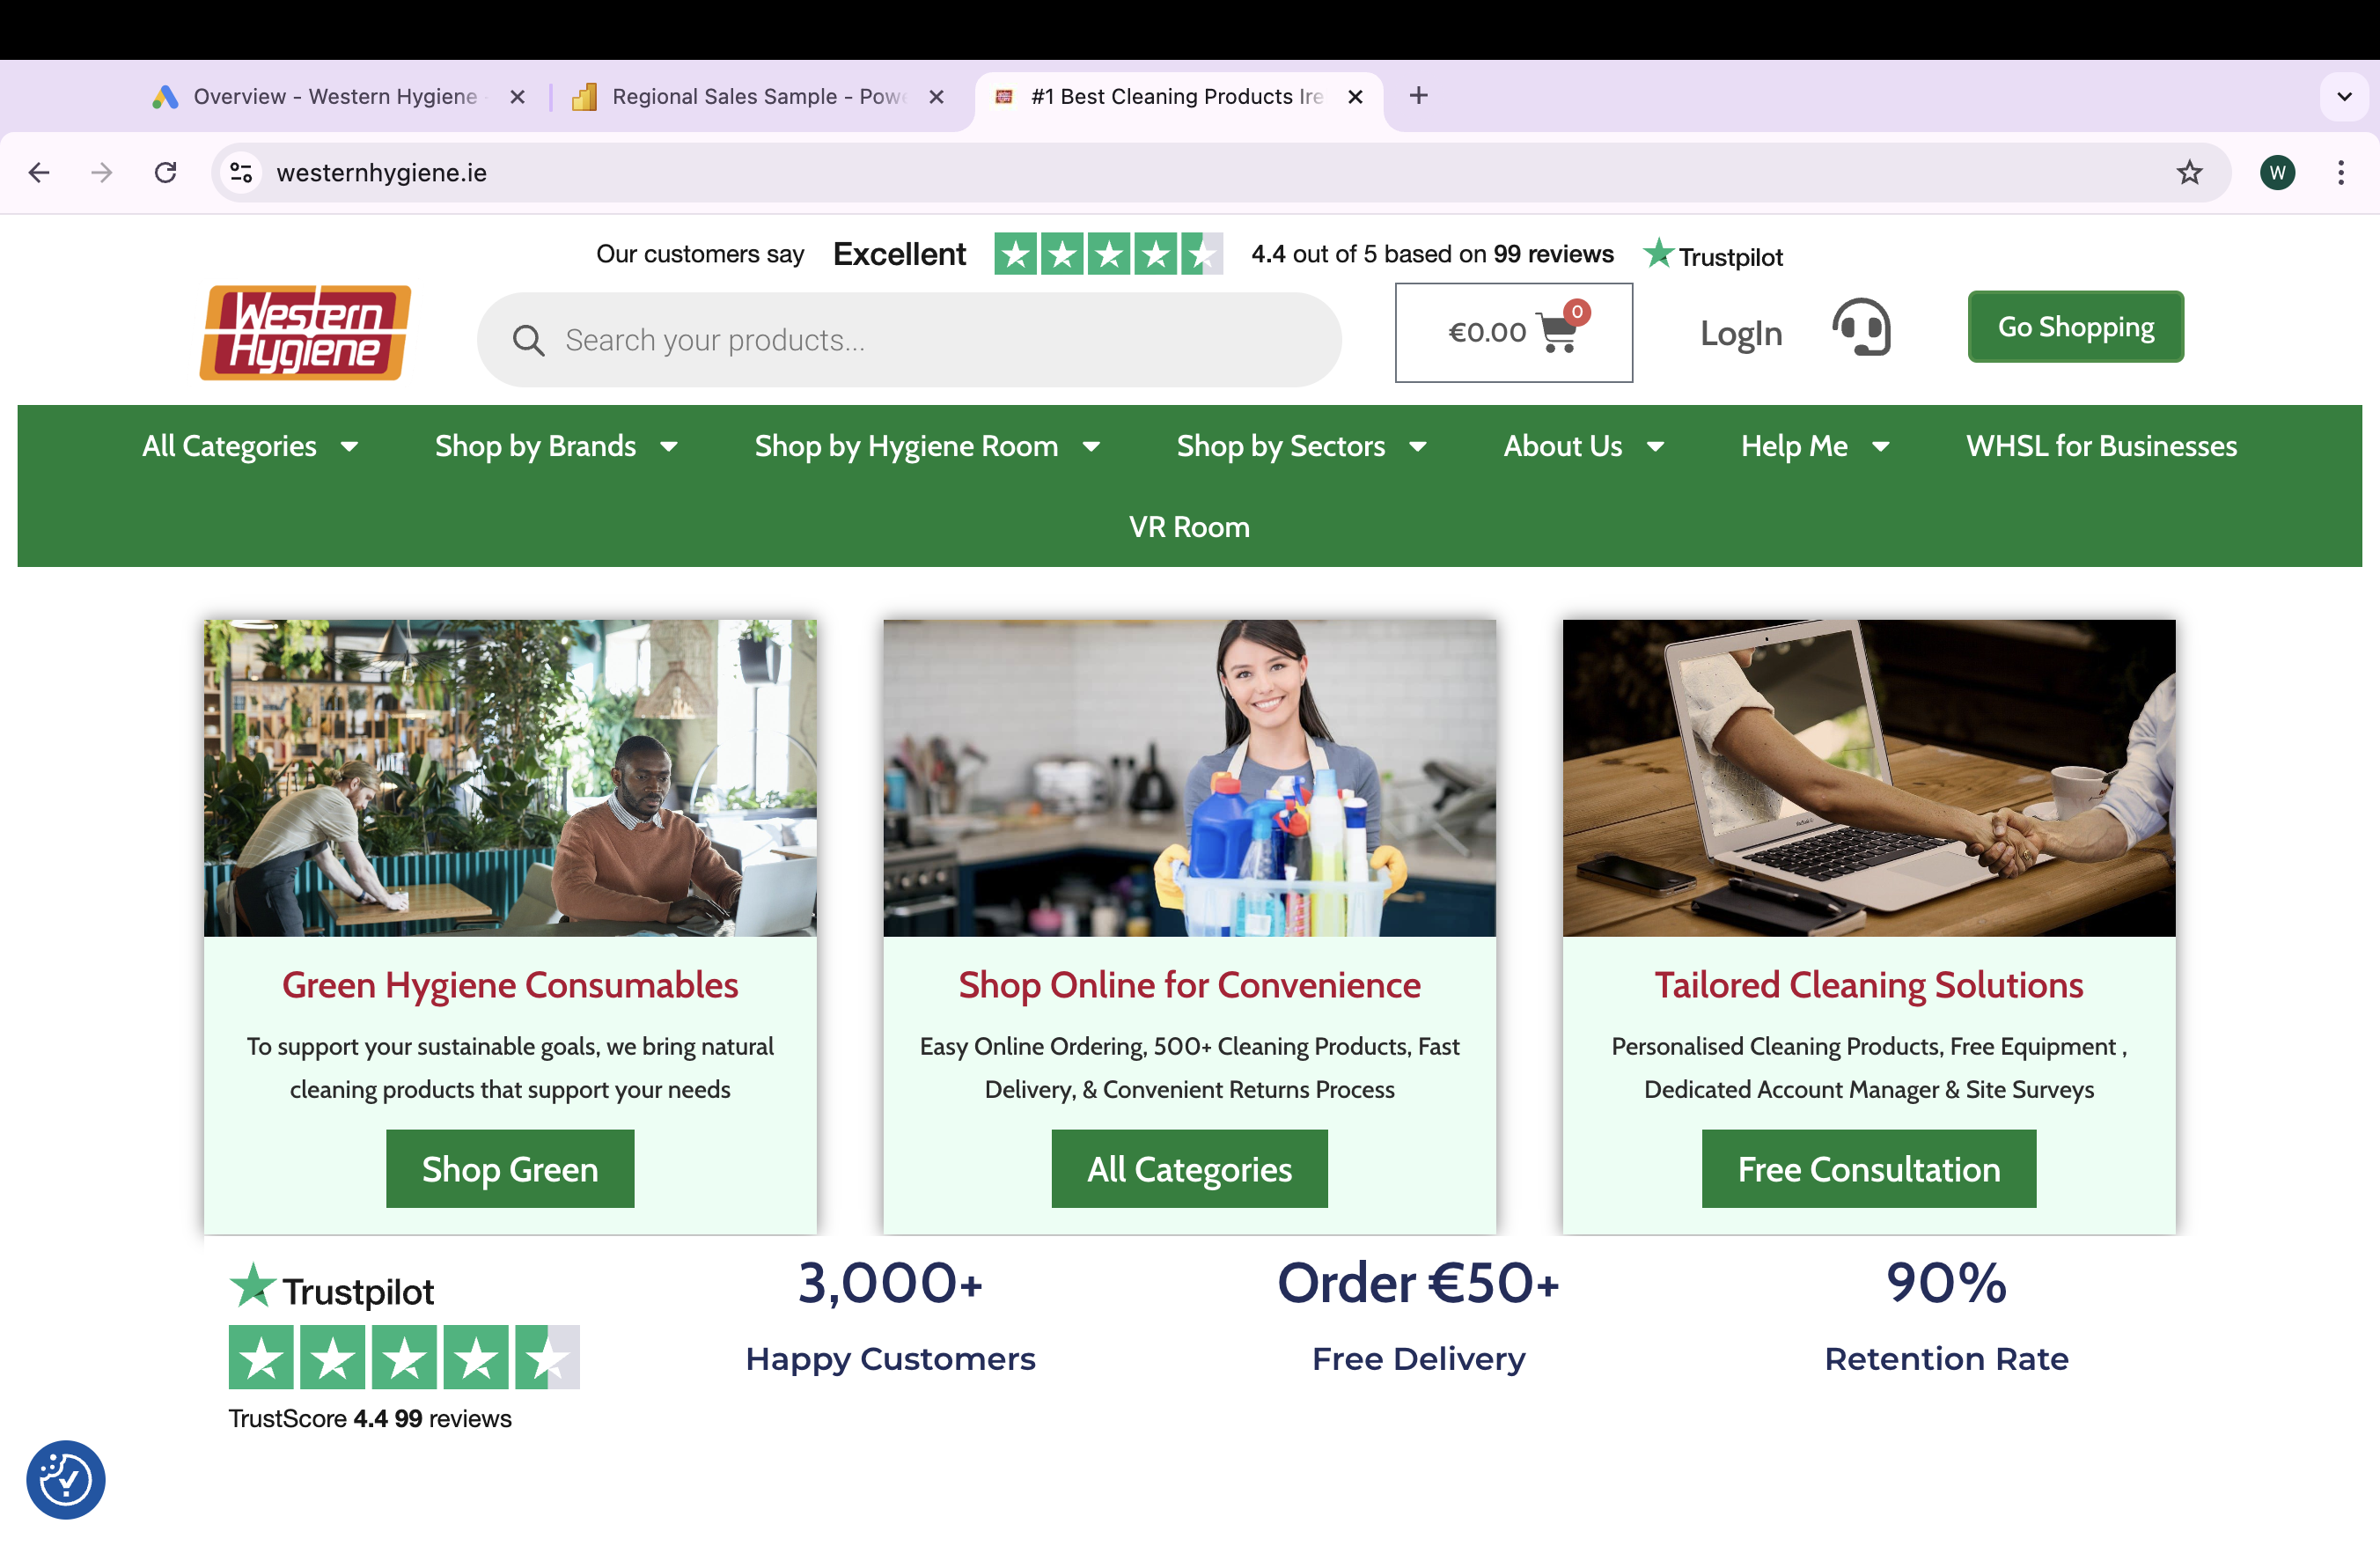 Overview - Western Hygiene
Regional Sales Sample - Powe
#1 Best Cleaning Products Ire
westernhygiene.ie
W
Our customers say Excellent 4.4 out of 5 based on 99 reviews Trustpilot
Western
Hygiene
Search your products...
€0.00
0
LogIn
Go Shopping
All Categories Shop by Brands Shop by Hygiene Room Shop by Sectors About Us Help Me WHSL for Businesses
VR Room
Green Hygiene Consumables
To support your sustainable goals, we bring natural
cleaning products that support your needs
Shop Green
Shop Online for Convenience
Easy Online Ordering, 500+ Cleaning Products, Fast
Delivery, & Convenient Returns Process
All Categories
Tailored Cleaning Solutions
Personalised Cleaning Products, Free Equipment ,
Dedicated Account Manager & Site Surveys
Free Consultation
Trustpilot
TrustScore 4.4 99 reviews
3,000+
Happy Customers
Order €50+
Free Delivery
90%
Retention Rate